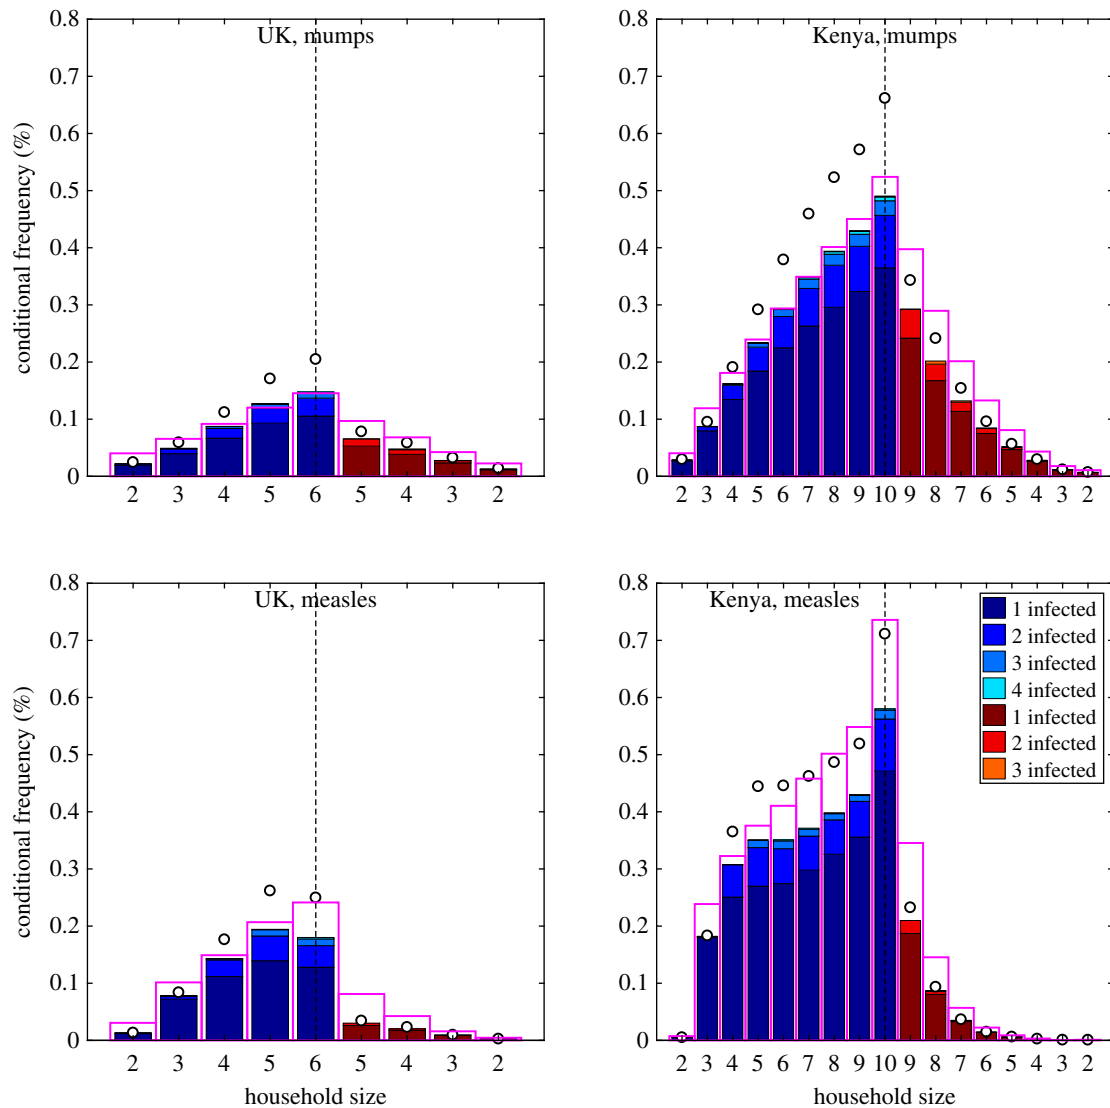 UK, mumps
conditional frequency (%)
0.8
0.7
0.6
0.5
0.4
0.3
0.2
0.1
0
2 3 4 5 6 5 4 3 2
Kenya, mumps
0.8
0.7
0.6
0.5
0.4
0.3
0.2
0.1
0
2 3 4 5 6 7 8 9 10 9 8 7 6 5 4 3 2
UK, measles
conditional frequency (%)
0.8
0.7
0.6
0.5
0.4
0.3
0.2
0.1
0
2 3 4 5 6 5 4 3 2
household size
Kenya, measles
0.8
0.7
0.6
0.5
0.4
0.3
0.2
0.1
0
1 infected
2 infected
3 infected
4 infected
1 infected
2 infected
3 infected
2 3 4 5 6 7 8 9 10 9 8 7 6 5 4 3 2
household size